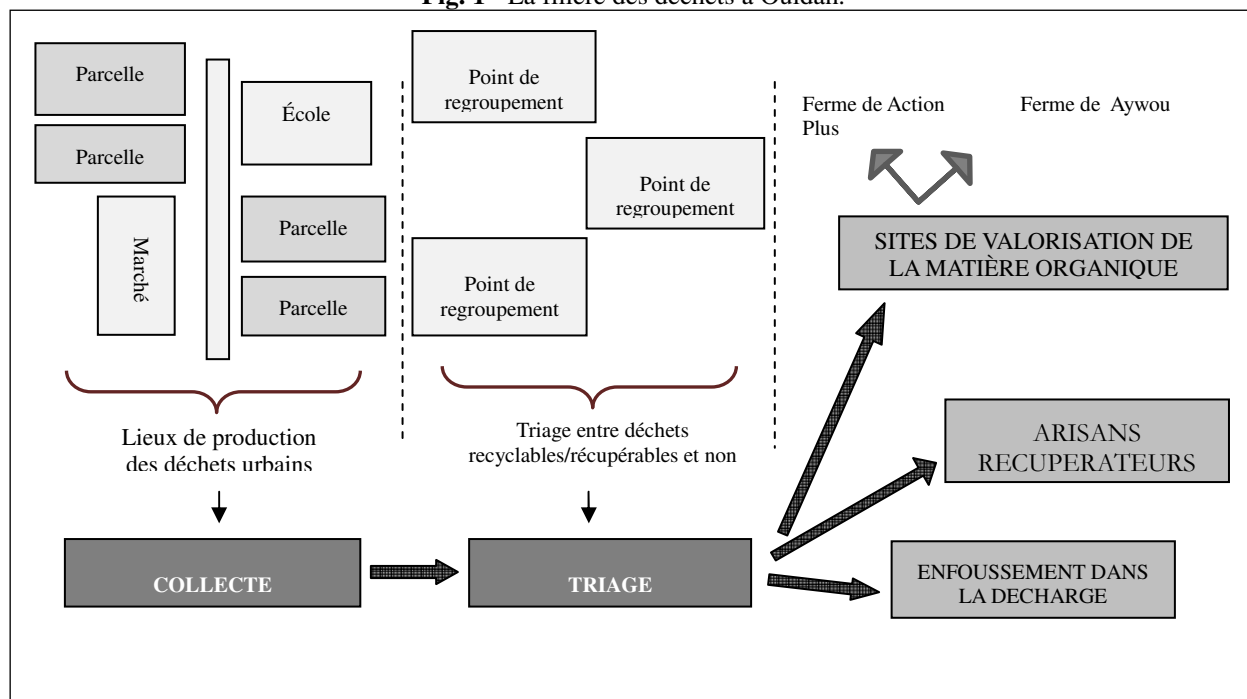 Fig. 1 - La filière des déchets à Ouidah.
Parcelle
Parcelle
Marché
École
Parcelle
Parcelle
Lieux de production
des déchets urbains
COLLECTE
Point de
regroupement
Point de
regroupement
Point de
regroupement
Triage entre déchets
recyclables/récupérables et non
TRIAGE
Ferme de Action
Plus
Ferme de Aywou
SITES DE VALORISATION DE
LA MATIÈRE ORGANIQUE
ARISANS
RECUPERATEURS
ENFOUSSEMENT DANS
LA DECHARGE